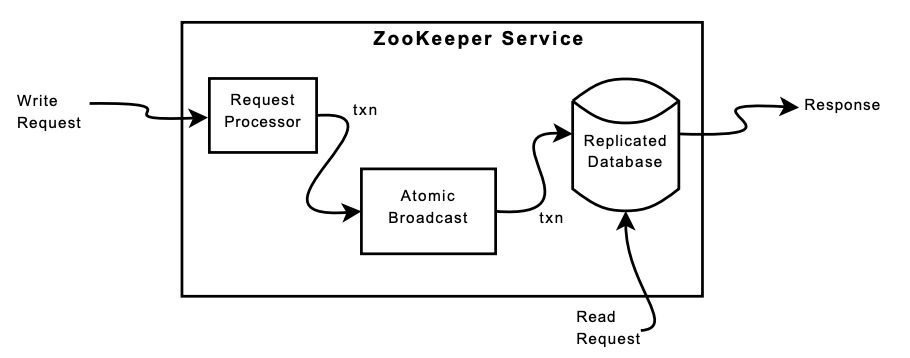 ZooKeeper Service
Write
Request
Request
Processor
txn
Atomic
Broadcast
txn
Replicated
Database
Response
Read
Request